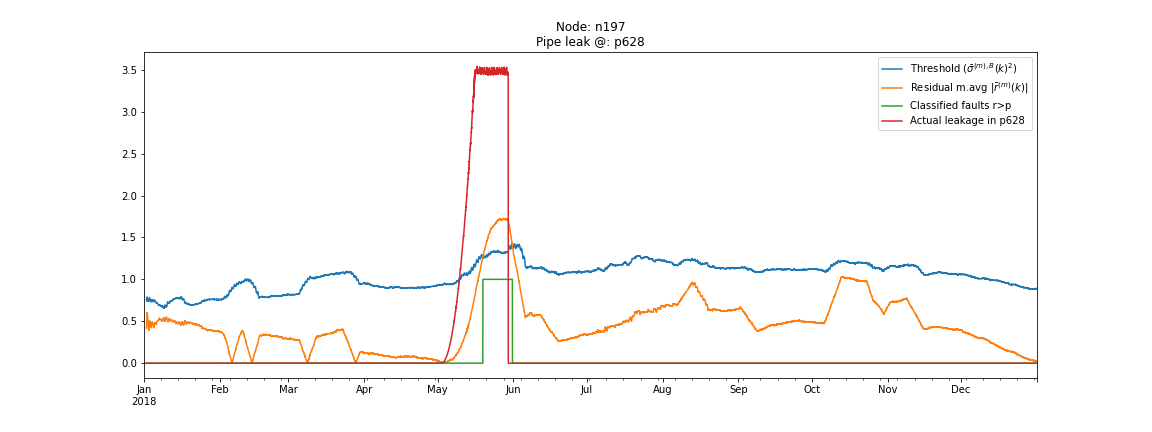 Node: n197
Pipe leak @: p628
3.5
3.0
2.5
2.0
1.5
1.0
0.5
0.0
Threshold (σ̄⁽ᵐ⁾·ᴮ(k)²)
Residual m.avg |r̄⁽ᵐ⁾(k)|
Classified faults r>p
Actual leakage in p628
Jan Feb Mar Apr May Jun Jul Aug Sep Oct Nov Dec
2018